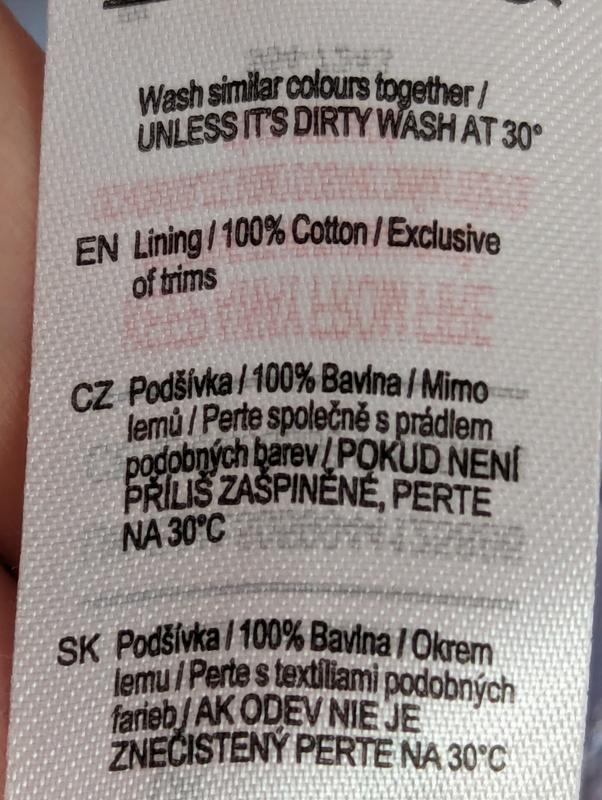 Wash similar colours together /
UNLESS IT'S DIRTY WASH AT 30°
EN Lining / 100% Cotton / Exclusive
of trims
CZ Podšívka / 100% Bavlna / Mimo
lemů / Perte společně s prádlem
podobných barev / POKUD NENÍ
PŘÍLIŠ ZAŠPINĚNÉ, PERTE
NA 30°C
SK Podšívka / 100% Bavlna / Okrem
lemu / Perte s textíliami podobných
farieb / AK ODEV NIE JE
ZNEČISTENÝ PERTE NA 30°C